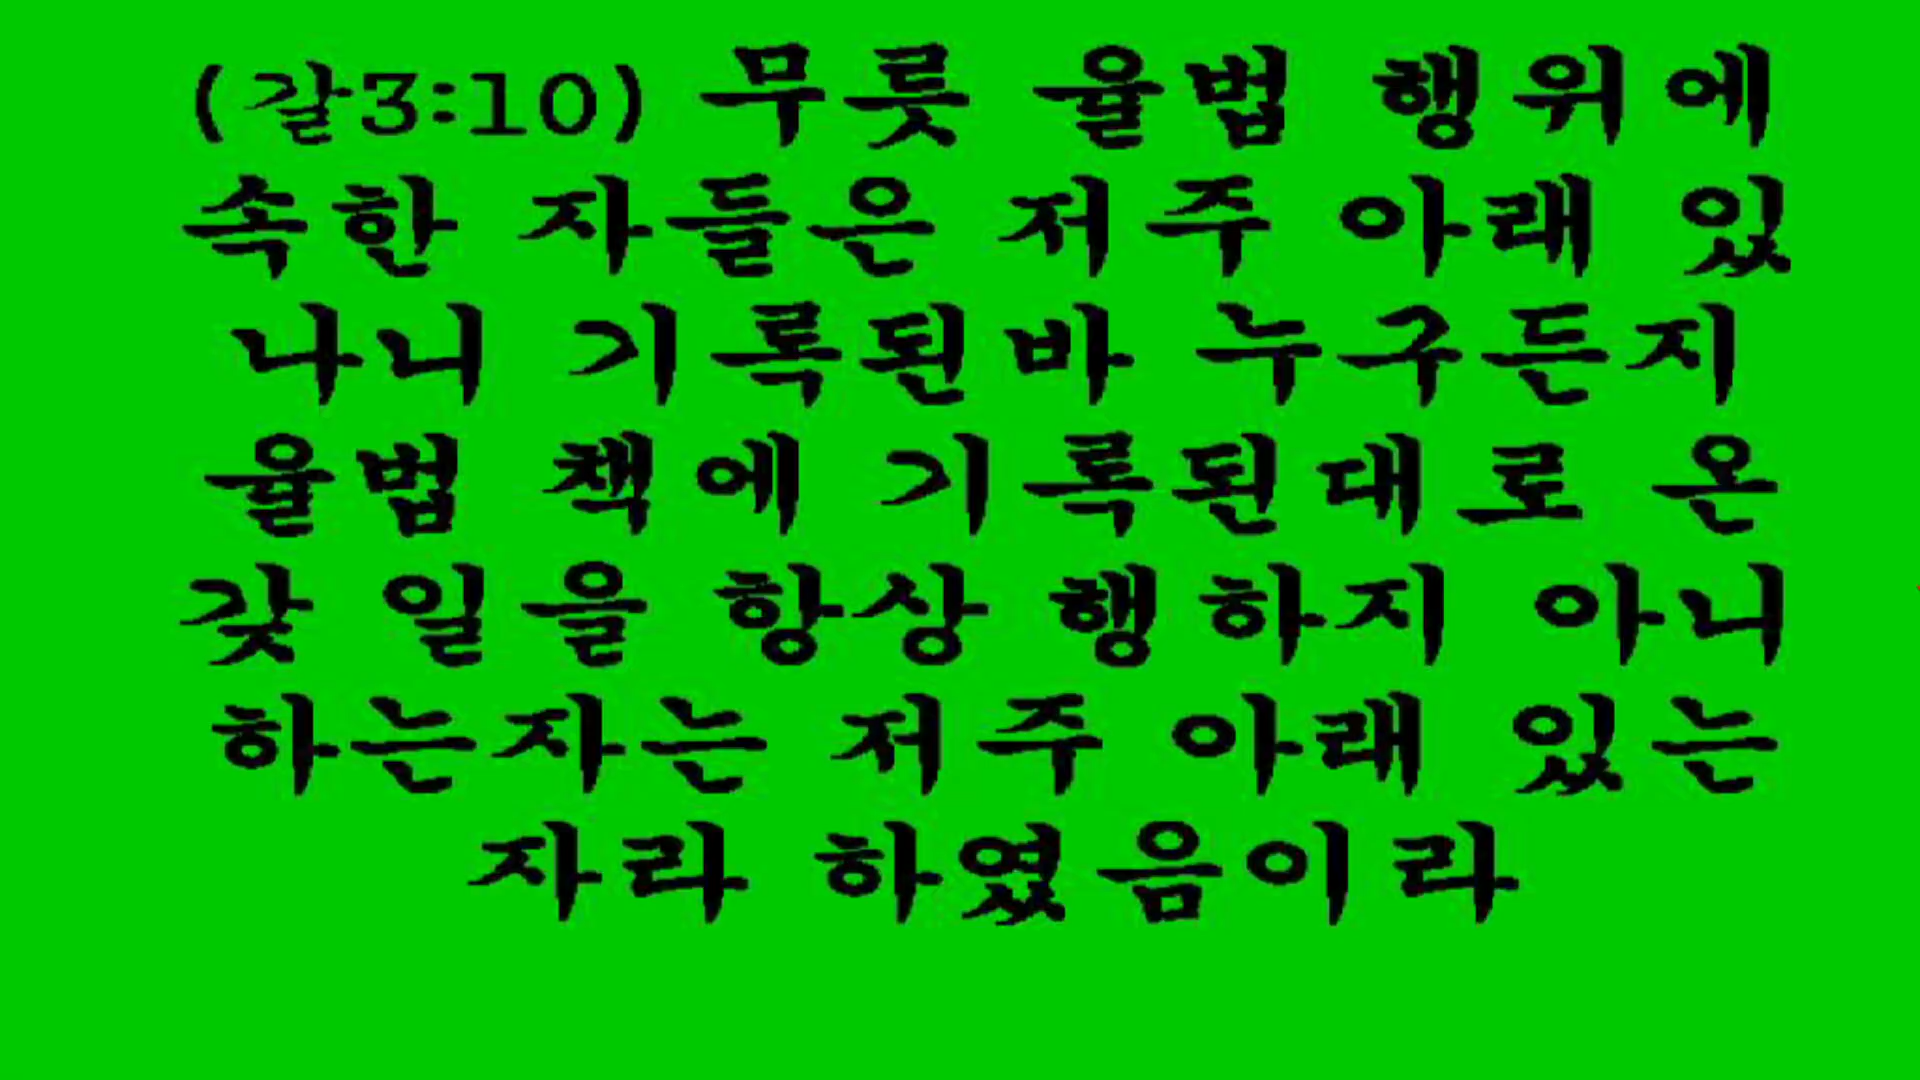 (갈3:10) 무릇 율법 행위에
속한 자들은 저주 아래 있
나니 기록된바 누구든지
율법 책에 기록된대로 온
갖 일을 항상 행하지 아니
하는자는 저주 아래 있는
자라 하였음이라